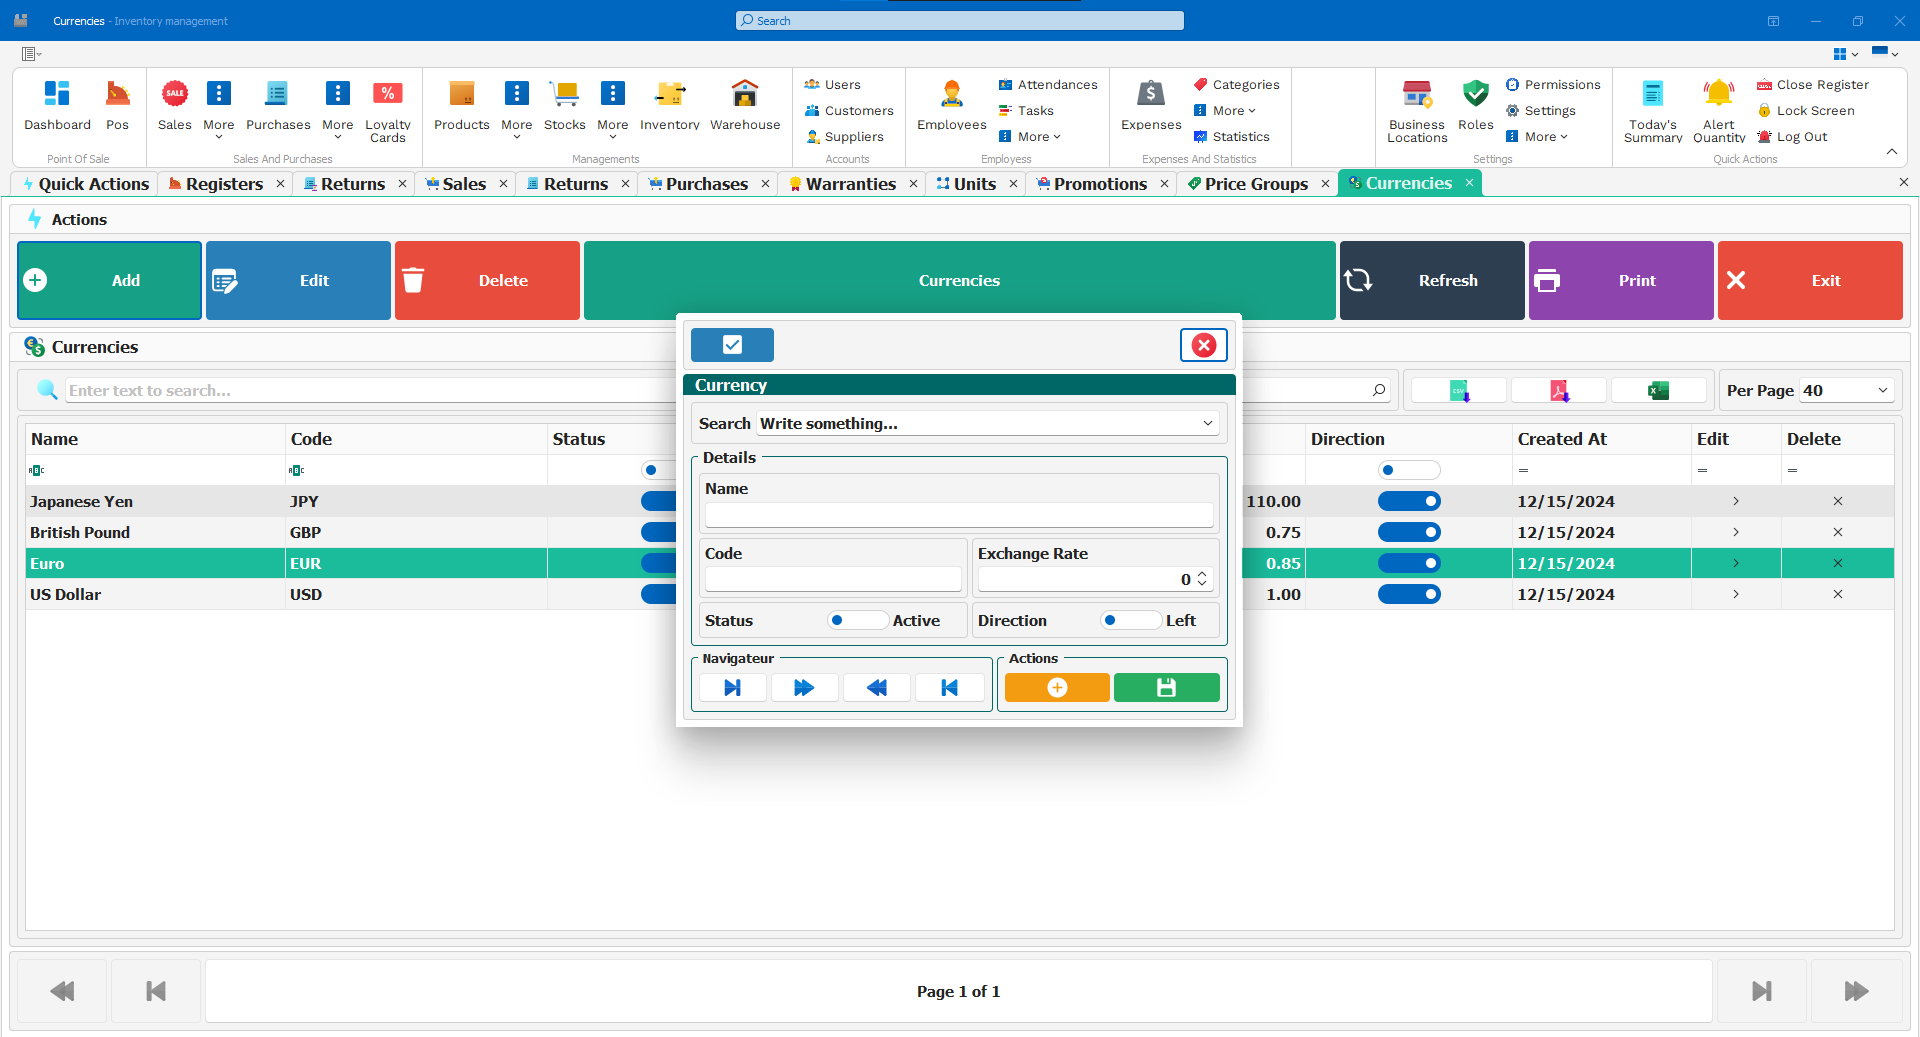 Currencies - Inventory management
Search
Dashboard
Pos
Point Of Sale
Sales
More
Purchases
More
Loyalty
Cards
Sales And Purchases
Products
More
Stocks
More
Inventory
Warehouse
Managements
Users
Customers
Suppliers
Accounts
Employees
Attendances
Tasks
More
Employess
Expenses
Categories
More
Statistics
Expenses And Statistics
Business
Locations
Roles
Permissions
Settings
More
Settings
Today's
Summary
Alert
Quantity
Close Register
Lock Screen
Log Out
Quick Actions
Quick Actions
Registers
Returns
Sales
Returns
Purchases
Warranties
Units
Promotions
Price Groups
Currencies
Actions
Add
Edit
Delete
Currencies
Refresh
Print
Exit
Currencies
Enter text to search...
Per Page 40
Name Code Status Direction Created At Edit Delete
Japanese Yen JPY 110.00 12/15/2024
British Pound GBP 0.75 12/15/2024
Euro EUR 0.85 12/15/2024
US Dollar USD 1.00 12/15/2024
Currency
Search Write something...
Details
Name
Code
Exchange Rate
0
Status Active
Direction Left
Navigateur
Actions
Page 1 of 1